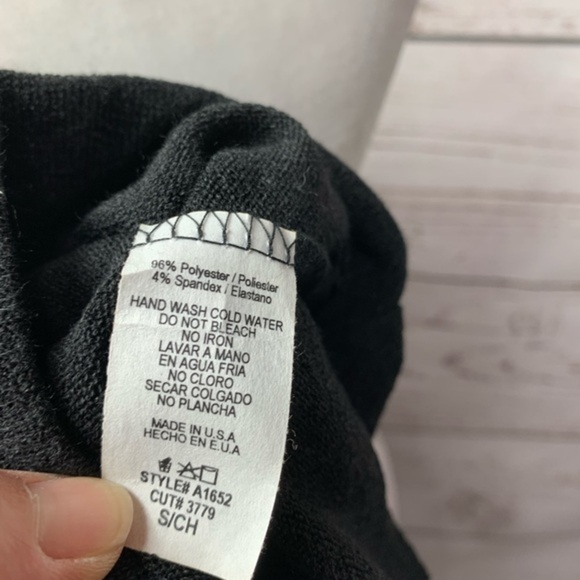 96% Polyester / Poliester
4% Spandex / Elastano
HAND WASH COLD WATER
DO NOT BLEACH
NO IRON
LAVAR A MANO
EN AGUA FRIA
NO CLORO
SECAR COLGADO
NO PLANCHA
MADE IN U.S.A
HECHO EN E.U.A
STYLE# A1652
CUT# 3779
S/CH